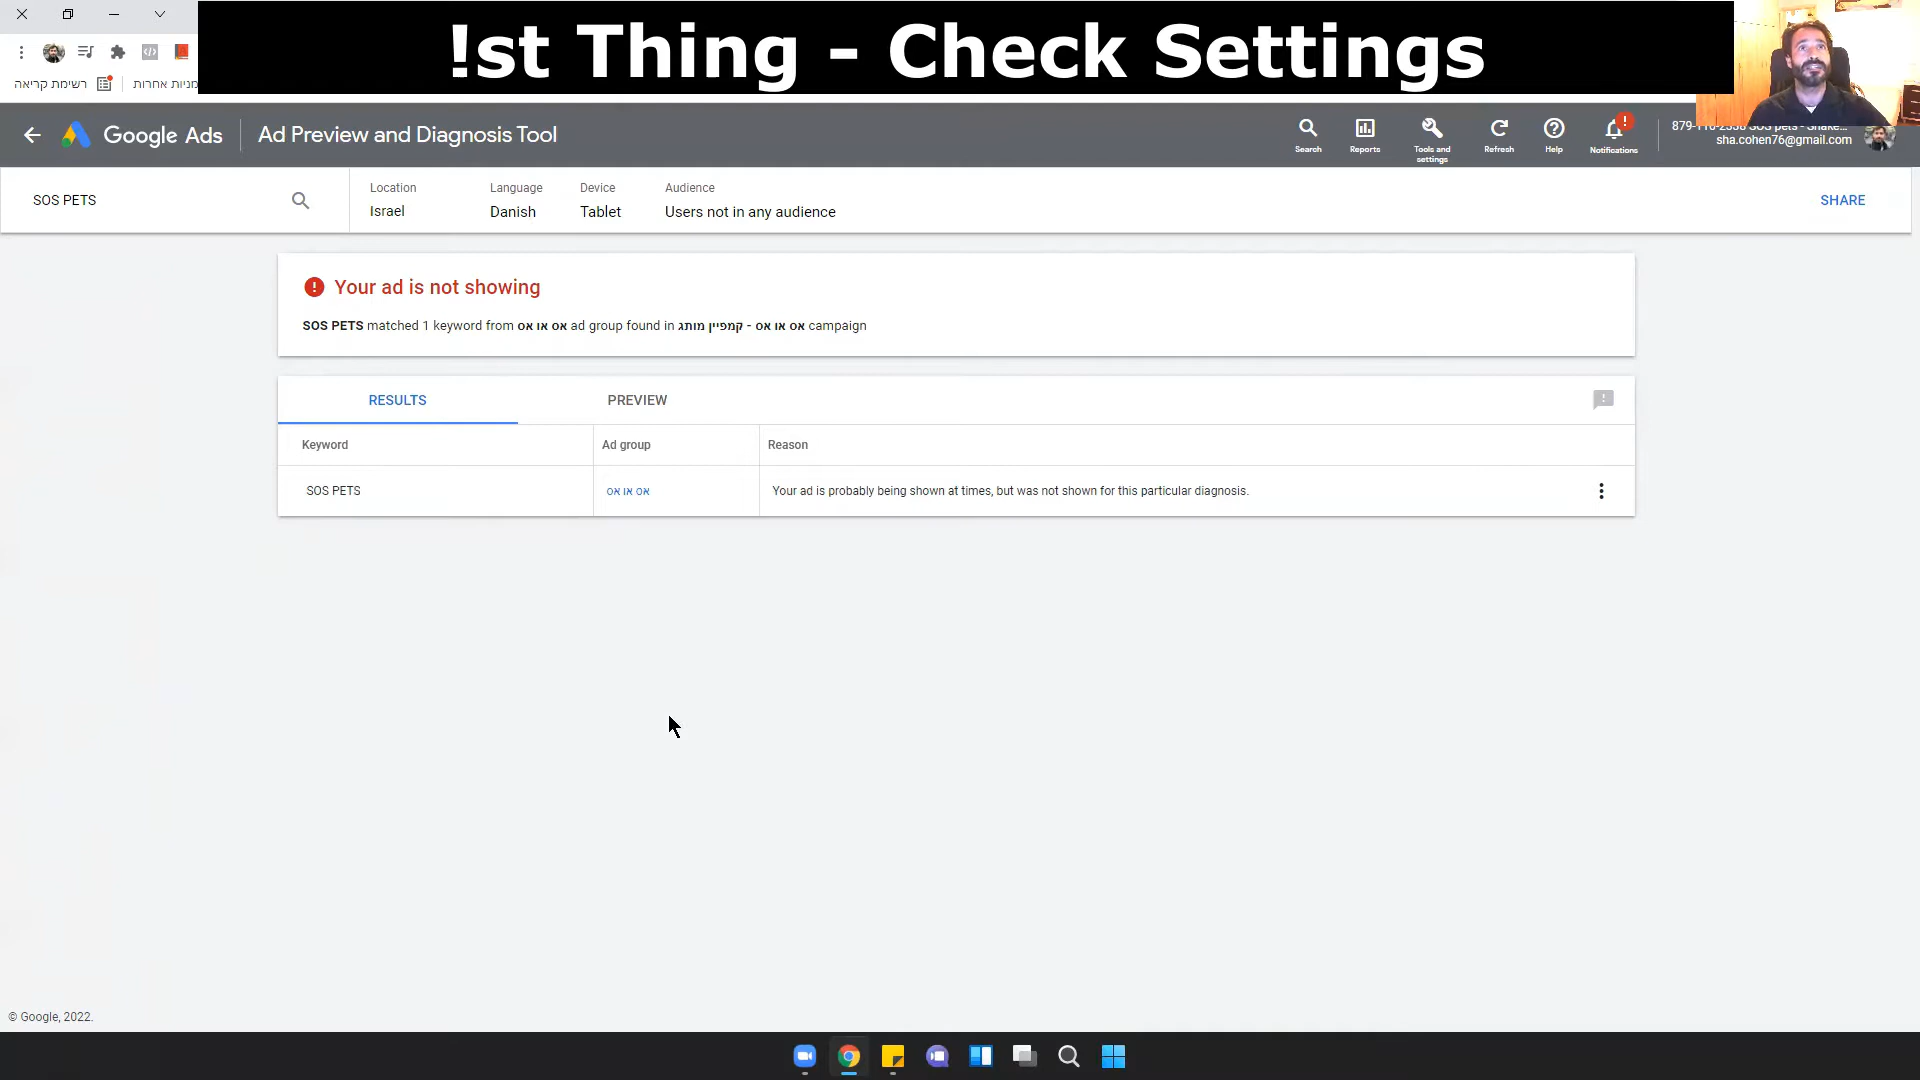 !st Thing - Check Settings
רשימת קריאה
Google Ads
Ad Preview and Diagnosis Tool
Search
Reports
Tools and settings
Refresh
Help
Notifications
sha.cohen76@gmail.com
SOS PETS
Location
Israel
Language
Danish
Device
Tablet
Audience
Users not in any audience
SHARE
Your ad is not showing
SOS PETS matched 1 keyword from אס או אס ad group found in אס או אס - קמפיין מותג campaign
RESULTS
PREVIEW
Keyword
Ad group
Reason
SOS PETS
אס או אס
Your ad is probably being shown at times, but was not shown for this particular diagnosis.
© Google, 2022.